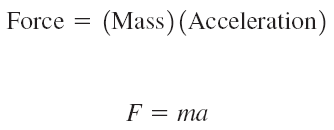 Force = (Mass)(Acceleration)
F = ma